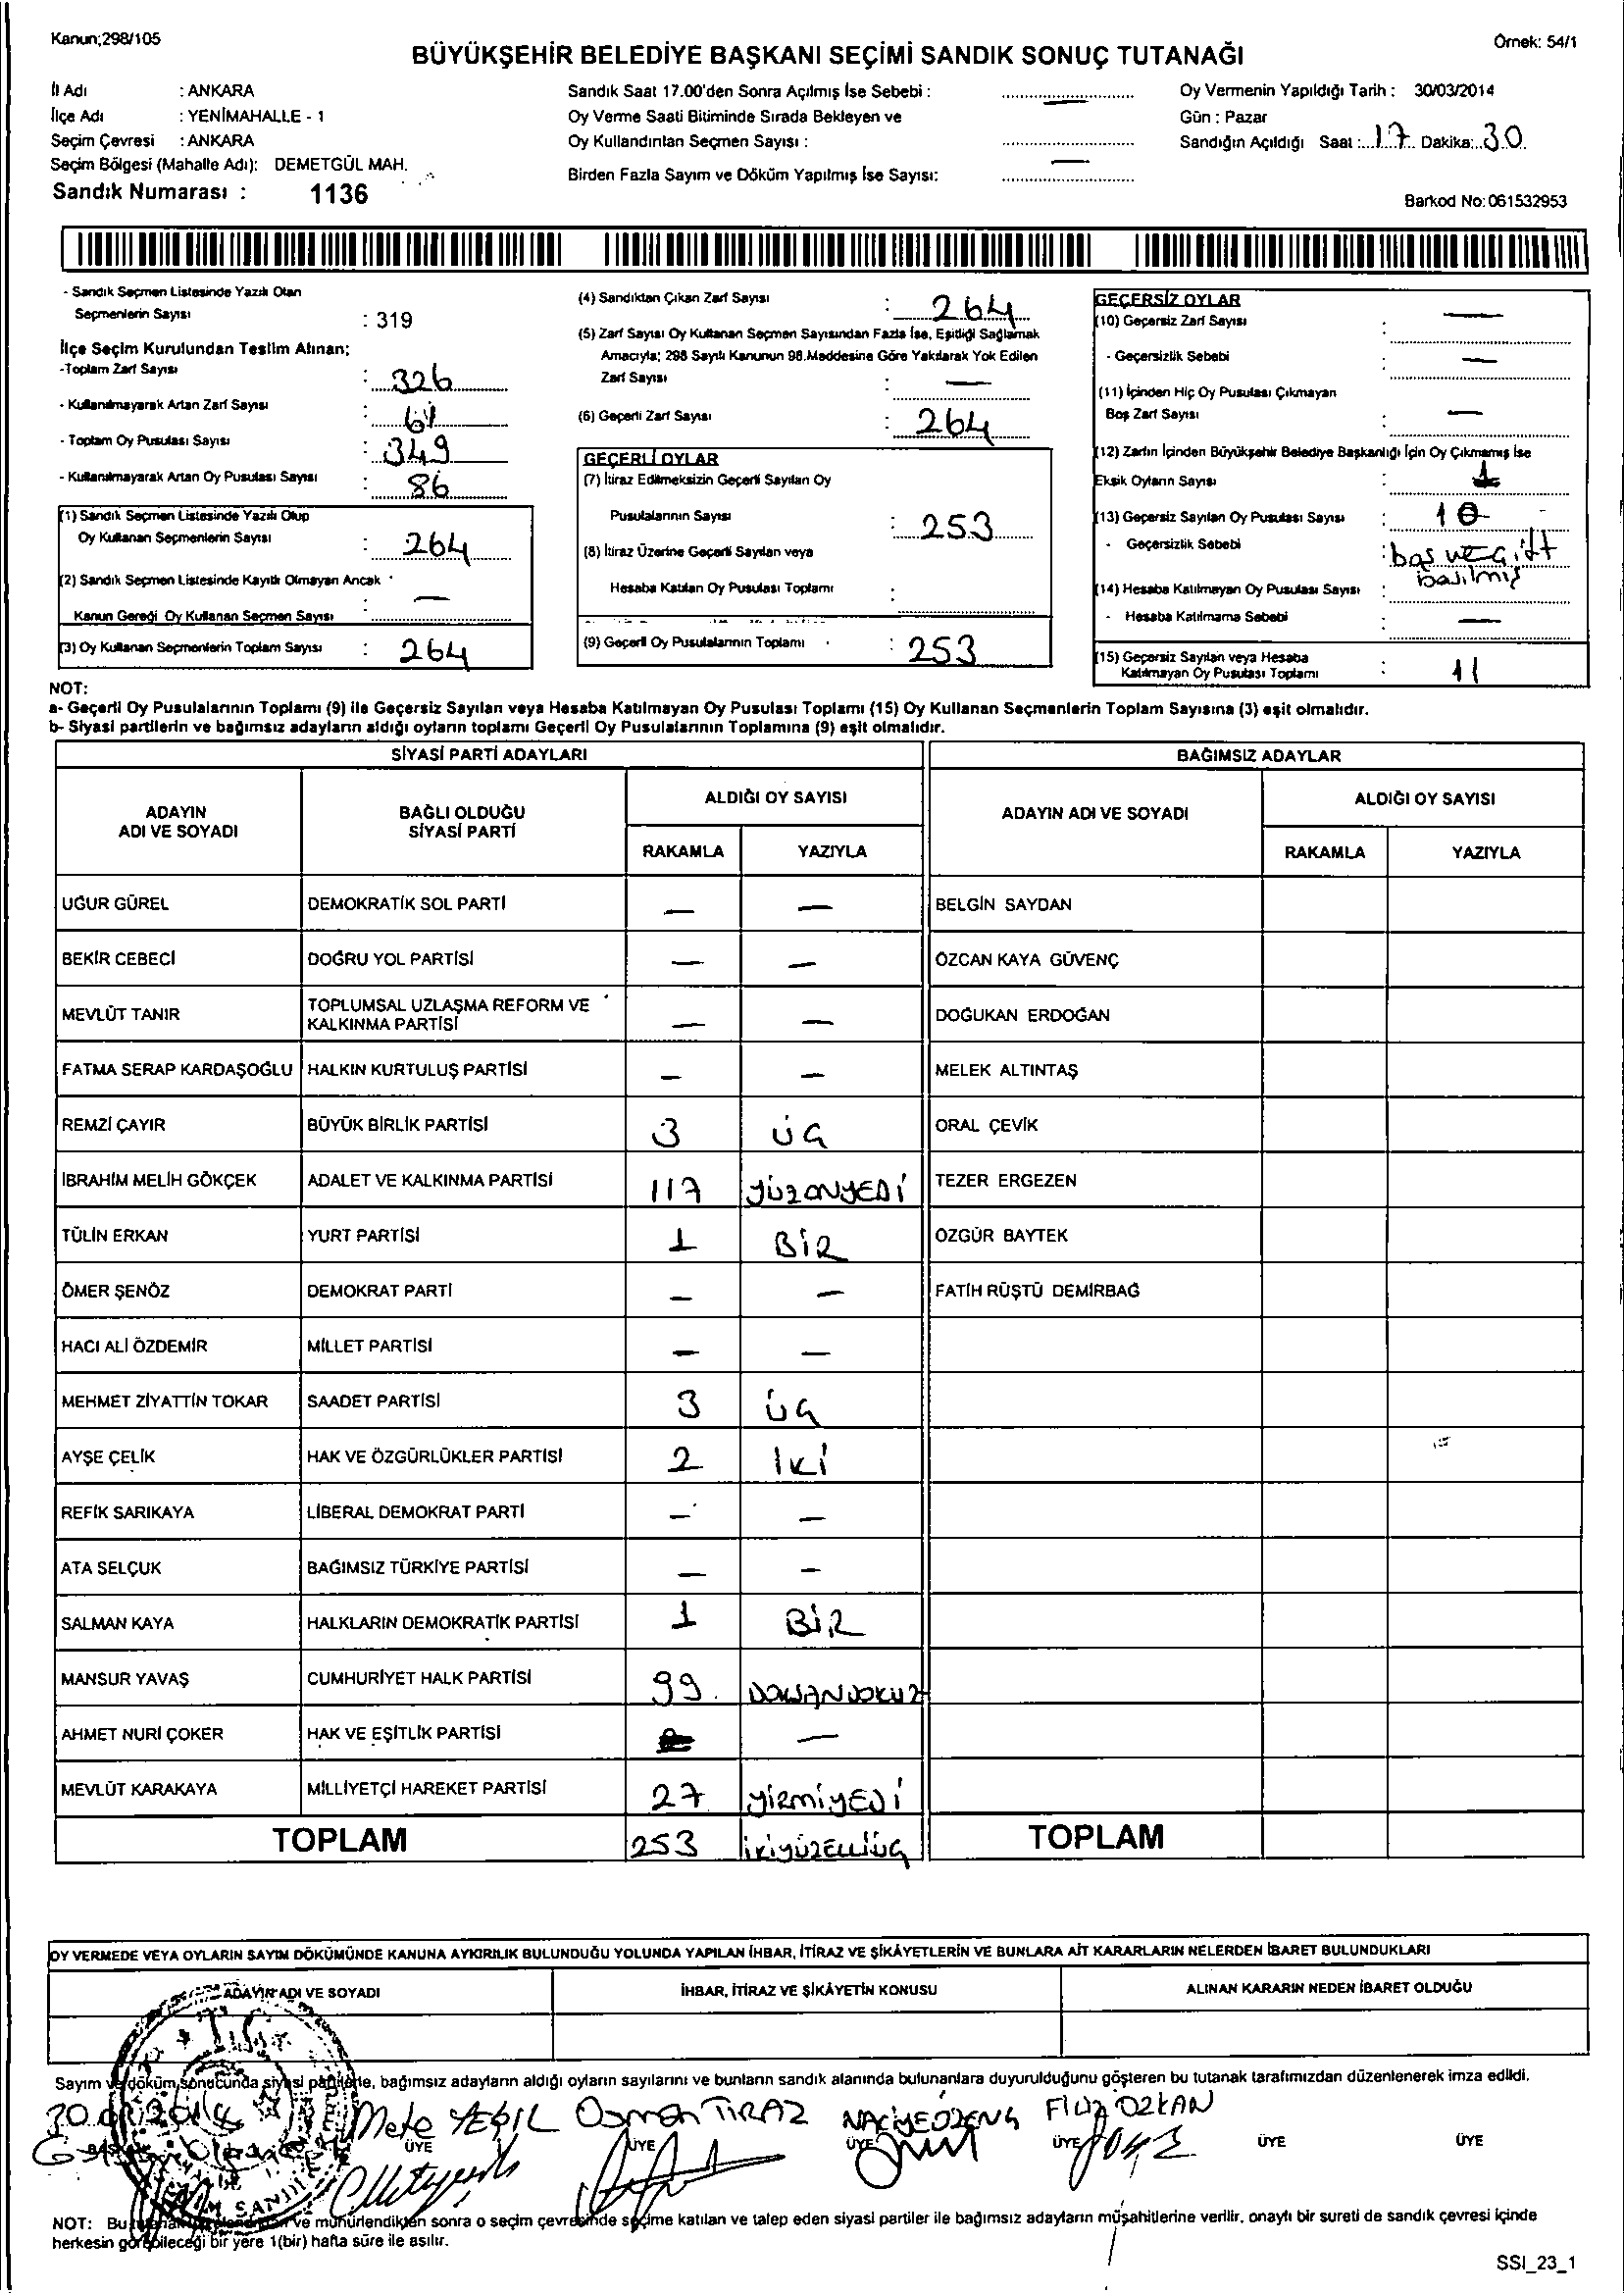 Kanun;298/105
Örnek: 54/1
BÜYÜKŞEHİR BELEDİYE BAŞKANI SEÇİMİ SANDIK SONUÇ TUTANAĞI
İl Adı : ANKARA
İlçe Adı : YENİMAHALLE - 1
Seçim Çevresi : ANKARA
Seçim Bölgesi (Mahalle Adı): DEMETGÜL MAH.
Sandık Numarası : 1136
Sandık Saat 17.00'den Sonra Açılmış İse Sebebi : —
Oy Verme Saati Bitiminde Sırada Bekleyen ve
Oy Kullandırılan Seçmen Sayısı :
Birden Fazla Sayım ve Döküm Yapılmış İse Sayısı: —
Oy Vermenin Yapıldığı Tarih : 30/03/2014
Gün : Pazar
Sandığın Açıldığı Saat : 17 Dakika: 30
Barkod No:061532953
- Sandık Seçmen Listesinde Yazılı Olan
Seçmenlerin Sayısı : 319
İlçe Seçim Kurulundan Teslim Alınan;
-Toplam Zarf Sayısı : 326
- Kullanılmayarak Artan Zarf Sayısı :
- Toplam Oy Pusulası Sayısı : 349
- Kullanılmayarak Artan Oy Pusulası Sayısı : 86
(1) Sandık Seçmen Listesinde Yazılı Olup
Oy Kullanan Seçmenlerin Sayısı : 264
(2) Sandık Seçmen Listesinde Kayıtlı Olmayan Ancak
Kanun Gereği Oy Kullanan Seçmen Sayısı : —
(3) Oy Kullanan Seçmenlerin Toplam Sayısı : 264
(4) Sandıktan Çıkan Zarf Sayısı : 264
(5) Zarf Sayısı Oy Kullanan Seçmen Sayısından Fazla İse, Eşitliği Sağlamak
Amacıyla; 298 Sayılı Kanunun 98.Maddesine Göre Yakılarak Yok Edilen
Zarf Sayısı : —
(6) Geçerli Zarf Sayısı : 264
GEÇERLİ OYLAR
(7) İtiraz Edilmeksizin Geçerli Sayılan Oy
Pusulalarının Sayısı : 253
(8) İtiraz Üzerine Geçerli Sayılan veya
Hesaba Katılan Oy Pusulası Toplamı :
(9) Geçerli Oy Pusulalarının Toplamı : 253
GEÇERSİZ OYLAR
(10) Geçersiz Zarf Sayısı : —
- Geçersizlik Sebebi : —
(11) İçinden Hiç Oy Pusulası Çıkmayan
Boş Zarf Sayısı : —
(12) Zarfın İçinden Büyükşehir Belediye Başkanlığı İçin Oy Çıkmamış İse
Eksik Oyların Sayısı : 1
(13) Geçersiz Sayılan Oy Pusulası Sayısı : 10
- Geçersizlik Sebebi : boş ve çift
basılmış
(14) Hesaba Katılmayan Oy Pusulası Sayısı :
- Hesaba Katılmama Sebebi : —
(15) Geçersiz Sayılan veya Hesaba
Katılmayan Oy Pusulası Toplamı : 11
NOT:
a- Geçerli Oy Pusulalarının Toplamı (9) ile Geçersiz Sayılan veya Hesaba Katılmayan Oy Pusulası Toplamı (15) Oy Kullanan Seçmenlerin Toplam Sayısına (3) eşit olmalıdır.
b- Siyasi partilerin ve bağımsız adayların aldığı oyların toplamı Geçerli Oy Pusulalarının Toplamına (9) eşit olmalıdır.
SİYASİ PARTİ ADAYLARI
BAĞIMSIZ ADAYLAR
ADAYIN
ADI VE SOYADI
BAĞLI OLDUĞU
SİYASİ PARTİ
ALDIĞI OY SAYISI
RAKAMLA YAZIYLA
ADAYIN ADI VE SOYADI
ALDIĞI OY SAYISI
RAKAMLA YAZIYLA
UĞUR GÜREL DEMOKRATİK SOL PARTİ — — BELGİN SAYDAN
BEKİR CEBECİ DOĞRU YOL PARTİSİ — — ÖZCAN KAYA GÜVENÇ
MEVLÜT TANIR TOPLUMSAL UZLAŞMA REFORM VE
KALKINMA PARTİSİ — — DOĞUKAN ERDOĞAN
FATMA SERAP KARDAŞOĞLU HALKIN KURTULUŞ PARTİSİ — — MELEK ALTINTAŞ
REMZİ ÇAYIR BÜYÜK BİRLİK PARTİSİ 3 ÜÇ ORAL ÇEVİK
İBRAHİM MELİH GÖKÇEK ADALET VE KALKINMA PARTİSİ 117 YÜZONYEDİ TEZER ERGEZEN
TÜLİN ERKAN YURT PARTİSİ 1 BİR ÖZGÜR BAYTEK
ÖMER ŞENÖZ DEMOKRAT PARTİ — — FATİH RÜŞTÜ DEMİRBAĞ
HACI ALİ ÖZDEMİR MİLLET PARTİSİ — —
MEHMET ZİYATTİN TOKAR SAADET PARTİSİ 3 ÜÇ
AYŞE ÇELİK HAK VE ÖZGÜRLÜKLER PARTİSİ 2 İKİ
REFİK SARIKAYA LİBERAL DEMOKRAT PARTİ — —
ATA SELÇUK BAĞIMSIZ TÜRKİYE PARTİSİ — —
SALMAN KAYA HALKLARIN DEMOKRATİK PARTİSİ 1 BİR
MANSUR YAVAŞ CUMHURİYET HALK PARTİSİ 99 DOKSANDOKUZ
AHMET NURİ ÇOKER HAK VE EŞİTLİK PARTİSİ —
MEVLÜT KARAKAYA MİLLİYETÇİ HAREKET PARTİSİ 27 YİRMİYEDİ
TOPLAM 253 İKİYÜZELLİÜÇ TOPLAM
OY VERMEDE VEYA OYLARIN SAYIM DÖKÜMÜNDE KANUNA AYKIRILIK BULUNDUĞU YOLUNDA YAPILAN İHBAR, İTİRAZ VE ŞİKÂYETLERİN VE BUNLARA AİT KARARLARIN NELERDEN İBARET BULUNDUKLARI
ADAYIN ADI VE SOYADI İHBAR, İTİRAZ VE ŞİKÂYETİN KONUSU ALINAN KARARIN NEDEN İBARET OLDUĞU
Sayım ve döküm sonucunda siyasi partilerle, bağımsız adayların aldığı oyların sayılarını ve bunların sandık alanında bulunanlara duyurulduğunu gösteren bu tutanak tarafımızdan düzenlenerek imza edildi.
Mete YEŞİL Osman TİRAZ NACİYE ÖZENÇ FİLİZ ÖZKAN
BAŞKAN ÜYE ÜYE ÜYE ÜYE ÜYE ÜYE
NOT: Bu ve mühürlendikten sonra o seçim çevresinde seçime katılan ve talep eden siyasi partiler ile bağımsız adayların müşahitlerine verilir, onaylı bir sureti de sandık çevresi içinde
herkesin görebileceği bir yere 1(bir) hafta süre ile asılır.
SSI_23_1